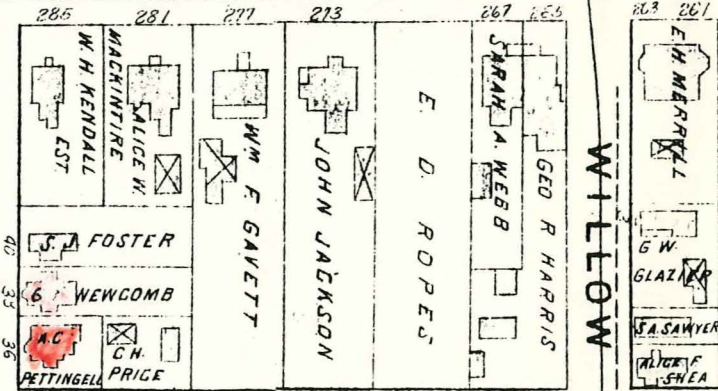 285 281 277 273 267 265 263 261
W. H. KENDALL
EST.
MACKINTIRE
ALICE W.
WM F. GAVETT
JOHN JACKSON
E. D. ROPES
SARAH A. WEBB
GEO R HARRIS
WILLOW
E. H. MERRILL
40
S. J. FOSTER
38
G NEWCOMB
36
A.C
PETTINGELL
C H.
PRICE
G W.
GLAZIER
S.A. SAWYER
ALICE F
SHEA